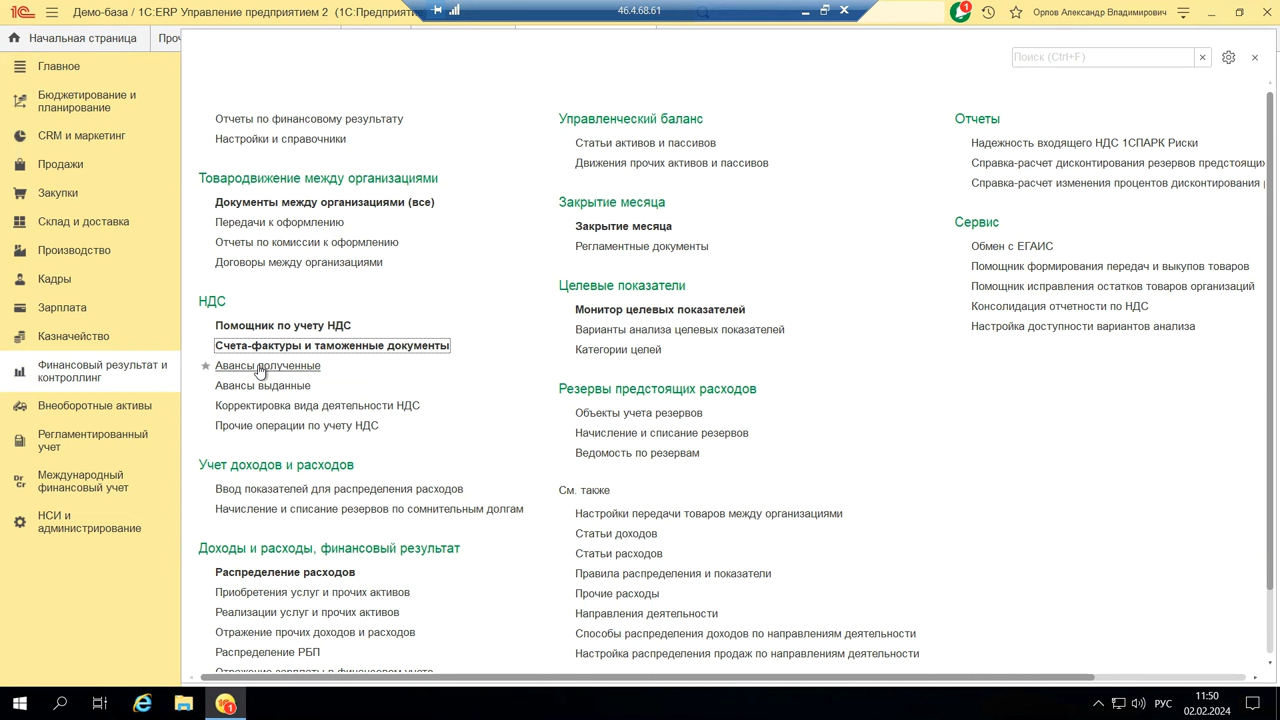 Демо-база / 1С:ERP Управление предприятием 2 (1С:Предприятие
46.4.68.61
1
Орлов Александр Владимирович
Начальная страница
Проч
Главное
Бюджетирование и
планирование
CRM и маркетинг
Продажи
Закупки
Склад и доставка
Производство
Кадры
Зарплата
Казначейство
Финансовый результат и
контроллинг
Внеоборотные активы
Регламентированный
учет
Dr
Cr
Международный
финансовый учет
НСИ и
администрирование
Поиск (Ctrl+F)
Отчеты по финансовому результату
Настройки и справочники
Товародвижение между организациями
Документы между организациями (все)
Передачи к оформлению
Отчеты по комиссии к оформлению
Договоры между организациями
НДС
Помощник по учету НДС
Счета-фактуры и таможенные документы
Авансы полученные
Авансы выданные
Корректировка вида деятельности НДС
Прочие операции по учету НДС
Учет доходов и расходов
Ввод показателей для распределения расходов
Начисление и списание резервов по сомнительным долгам
Доходы и расходы, финансовый результат
Распределение расходов
Приобретения услуг и прочих активов
Реализации услуг и прочих активов
Отражение прочих доходов и расходов
Распределение РБП
Отражение зарплаты в финансовом учете
Управленческий баланс
Статьи активов и пассивов
Движения прочих активов и пассивов
Закрытие месяца
Закрытие месяца
Регламентные документы
Целевые показатели
Монитор целевых показателей
Варианты анализа целевых показателей
Категории целей
Резервы предстоящих расходов
Объекты учета резервов
Начисление и списание резервов
Ведомость по резервам
См. также
Настройки передачи товаров между организациями
Статьи доходов
Статьи расходов
Правила распределения и показатели
Прочие расходы
Направления деятельности
Способы распределения доходов по направлениям деятельности
Настройка распределения продаж по направлениям деятельности
Отчеты
Надежность входящего НДС 1СПАРК Риски
Справка-расчет дисконтирования резервов предстоящих
Справка-расчет изменения процентов дисконтирования
Сервис
Обмен с ЕГАИС
Помощник формирования передач и выкупов товаров
Помощник исправления остатков товаров организаций
Консолидация отчетности по НДС
Настройка доступности вариантов анализа
РУС
11:50
02.02.2024